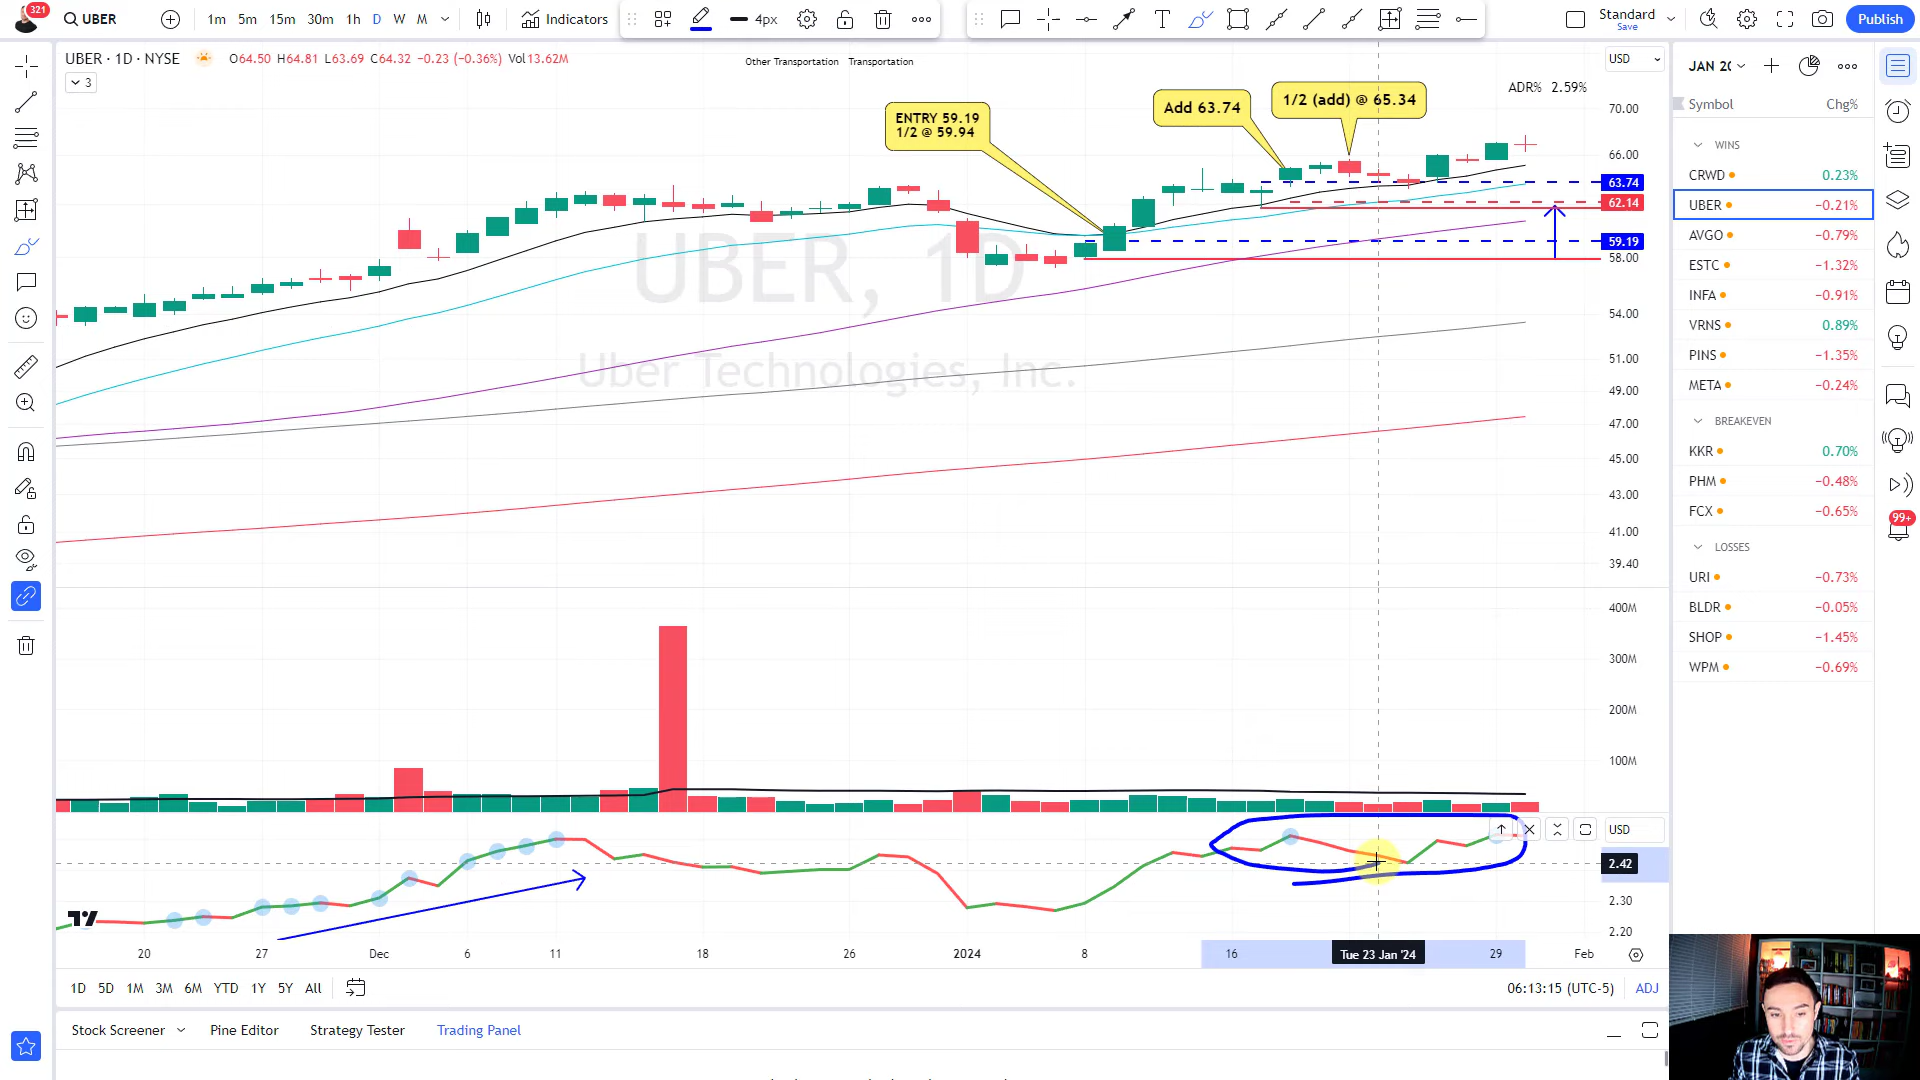 321
UBER
1m 5m 15m 30m 1h D W M
Indicators
4px
Standard
Save
Publish
UBER · 1D · NYSE
O64.50 H64.81 L63.69 C64.32 −0.23 (−0.36%) Vol13.62M
Other Transportation Transportation
USD
3
ADR% 2.59%
ENTRY 59.19
1/2 @ 59.94
Add 63.74
1/2 (add) @ 65.34
70.00
66.00
63.74
62.14
59.19
58.00
54.00
51.00
49.00
47.00
45.00
43.00
41.00
39.40
UBER, 1D
Uber Technologies, Inc.
400M
300M
200M
100M
USD
2.42
2.30
2.20
20 27 Dec 6 11 18 26 2024 8 16 Tue 23 Jan '24 29 Feb
1D 5D 1M 3M 6M YTD 1Y 5Y All
06:13:15 (UTC-5) ADJ
Stock Screener Pine Editor Strategy Tester Trading Panel
Symbol Chg%
WINS
CRWD 0.23%
UBER −0.21%
AVGO −0.79%
ESTC −1.32%
INFA −0.91%
VRNS 0.89%
PINS −1.35%
META −0.24%
BREAKEVEN
KKR 0.70%
PHM −0.48%
FCX −0.65%
LOSSES
URI −0.73%
BLDR −0.05%
SHOP −1.45%
WPM −0.69%
99+